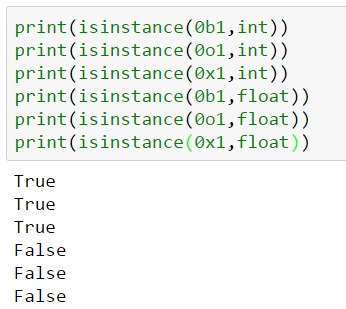 print(isinstance(0b1,int))
print(isinstance(0o1,int))
print(isinstance(0x1,int))
print(isinstance(0b1,float))
print(isinstance(0o1,float))
print(isinstance(0x1,float))
True
True
True
False
False
False